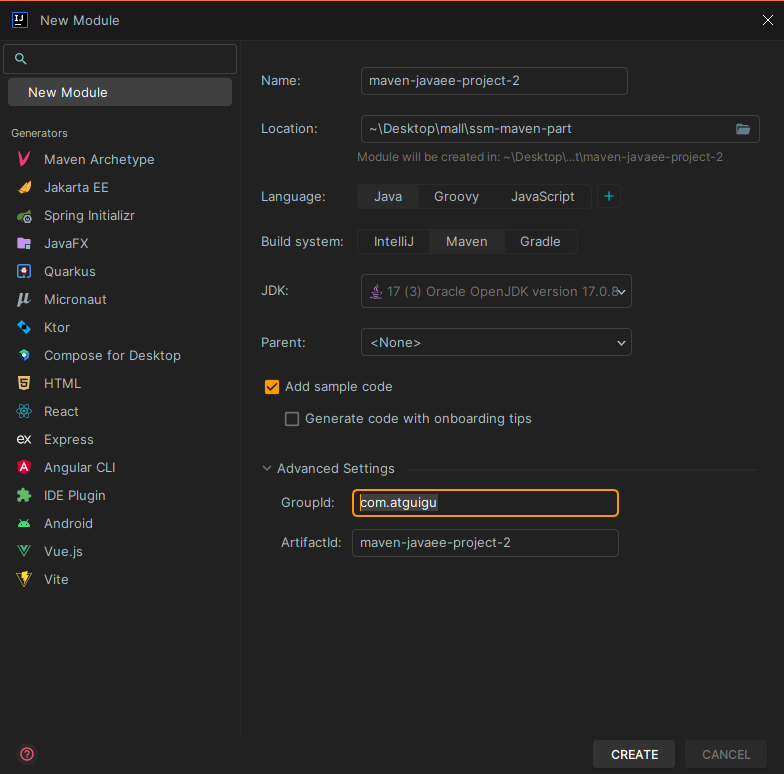 New Module
New Module
Generators
Maven Archetype
Jakarta EE
Spring Initializr
JavaFX
Quarkus
Micronaut
Ktor
Compose for Desktop
HTML
React
Express
Angular CLI
IDE Plugin
Android
Vue.js
Vite
Name: maven-javaee-project-2
Location: ~\Desktop\mall\ssm-maven-part
Module will be created in: ~\Desktop\...t\maven-javaee-project-2
Language: Java Groovy JavaScript +
Build system: IntelliJ Maven Gradle
JDK: 17 (3) Oracle OpenJDK version 17.0.8
Parent: <None>
Add sample code
Generate code with onboarding tips
Advanced Settings
GroupId: com.atguigu
ArtifactId: maven-javaee-project-2
? CREATE CANCEL